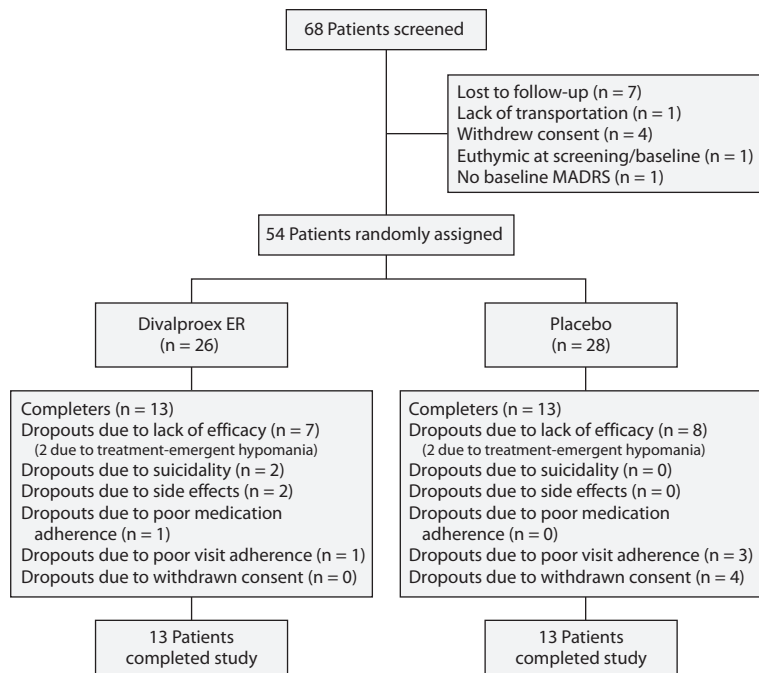 68 Patients screened
Lost to follow-up (n = 7)
Lack of transportation (n = 1)
Withdrew consent (n = 4)
Euthymic at screening/baseline (n = 1)
No baseline MADRS (n = 1)
54 Patients randomly assigned
Divalproex ER
(n = 26)
Placebo
(n = 28)
Completers (n = 13)
Dropouts due to lack of efficacy (n = 7)
(2 due to treatment-emergent hypomania)
Dropouts due to suicidality (n = 2)
Dropouts due to side effects (n = 2)
Dropouts due to poor medication
adherence (n = 1)
Dropouts due to poor visit adherence (n = 1)
Dropouts due to withdrawn consent (n = 0)
Completers (n = 13)
Dropouts due to lack of efficacy (n = 8)
(2 due to treatment-emergent hypomania)
Dropouts due to suicidality (n = 0)
Dropouts due to side effects (n = 0)
Dropouts due to poor medication
adherence (n = 0)
Dropouts due to poor visit adherence (n = 3)
Dropouts due to withdrawn consent (n = 4)
13 Patients
completed study
13 Patients
completed study